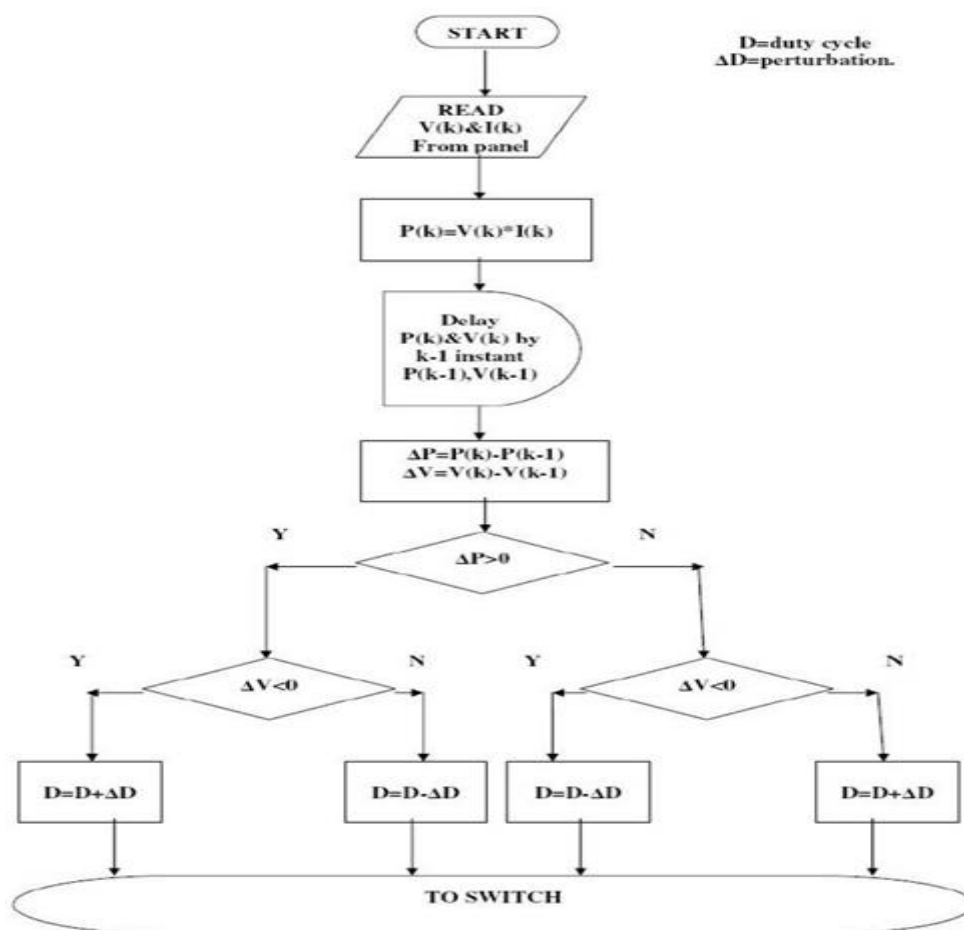 START
D=duty cycle
ΔD=perturbation.
READ
V(k)&I(k)
From panel
P(k)=V(k)*I(k)
Delay
P(k)&V(k) by
k-1 instant
P(k-1),V(k-1)
ΔP=P(k)-P(k-1)
ΔV=V(k)-V(k-1)
Y
N
ΔP>0
Y
N
Y
N
ΔV<0
ΔV<0
D=D+ΔD
D=D-ΔD
D=D-ΔD
D=D+ΔD
TO SWITCH